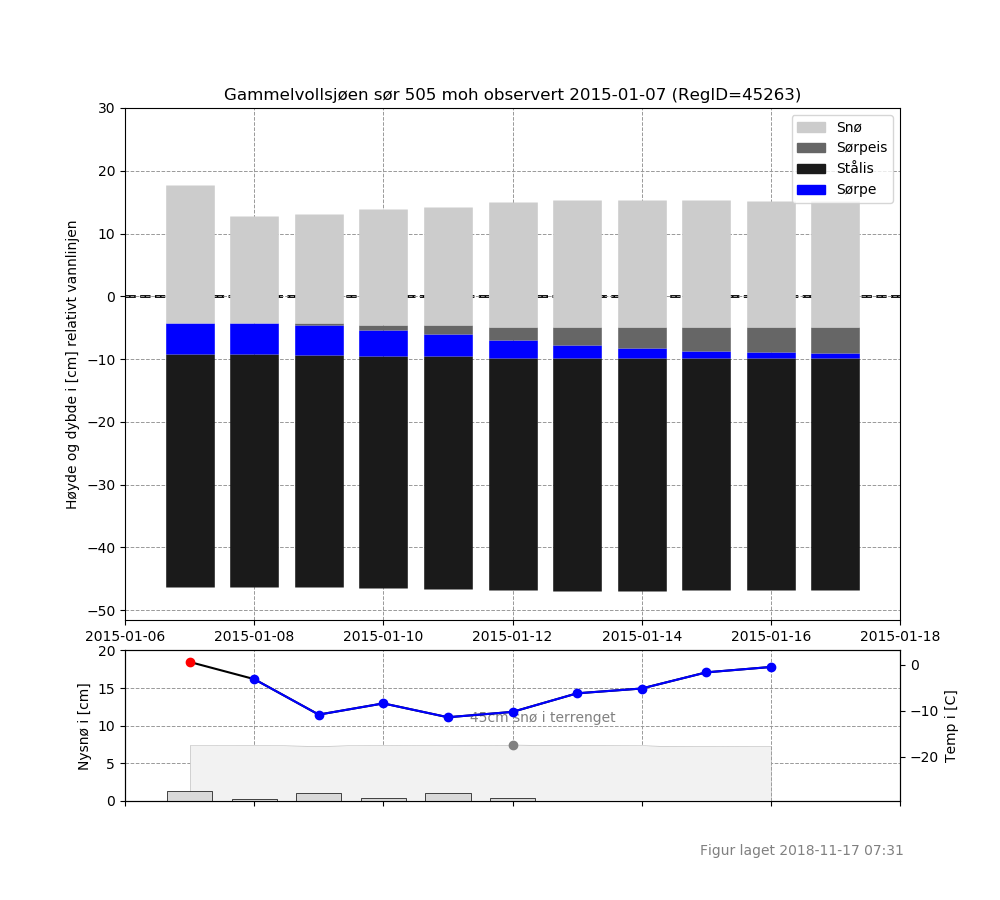 Gammelvollsjøen sør 505 moh observert 2015-01-07 (RegID=45263)
Høyde og dybde i [cm] relativt vannlinjen
30
20
10
0
−10
−20
−30
−40
−50
Snø
Sørpeis
Stålis
Sørpe
2015-01-06 2015-01-08 2015-01-10 2015-01-12 2015-01-14 2015-01-16 2015-01-18
Nysnø i [cm]
20
15
10
5
0
45cm snø i terrenget
0
−10
−20
Temp i [C]
Figur laget 2018-11-17 07:31